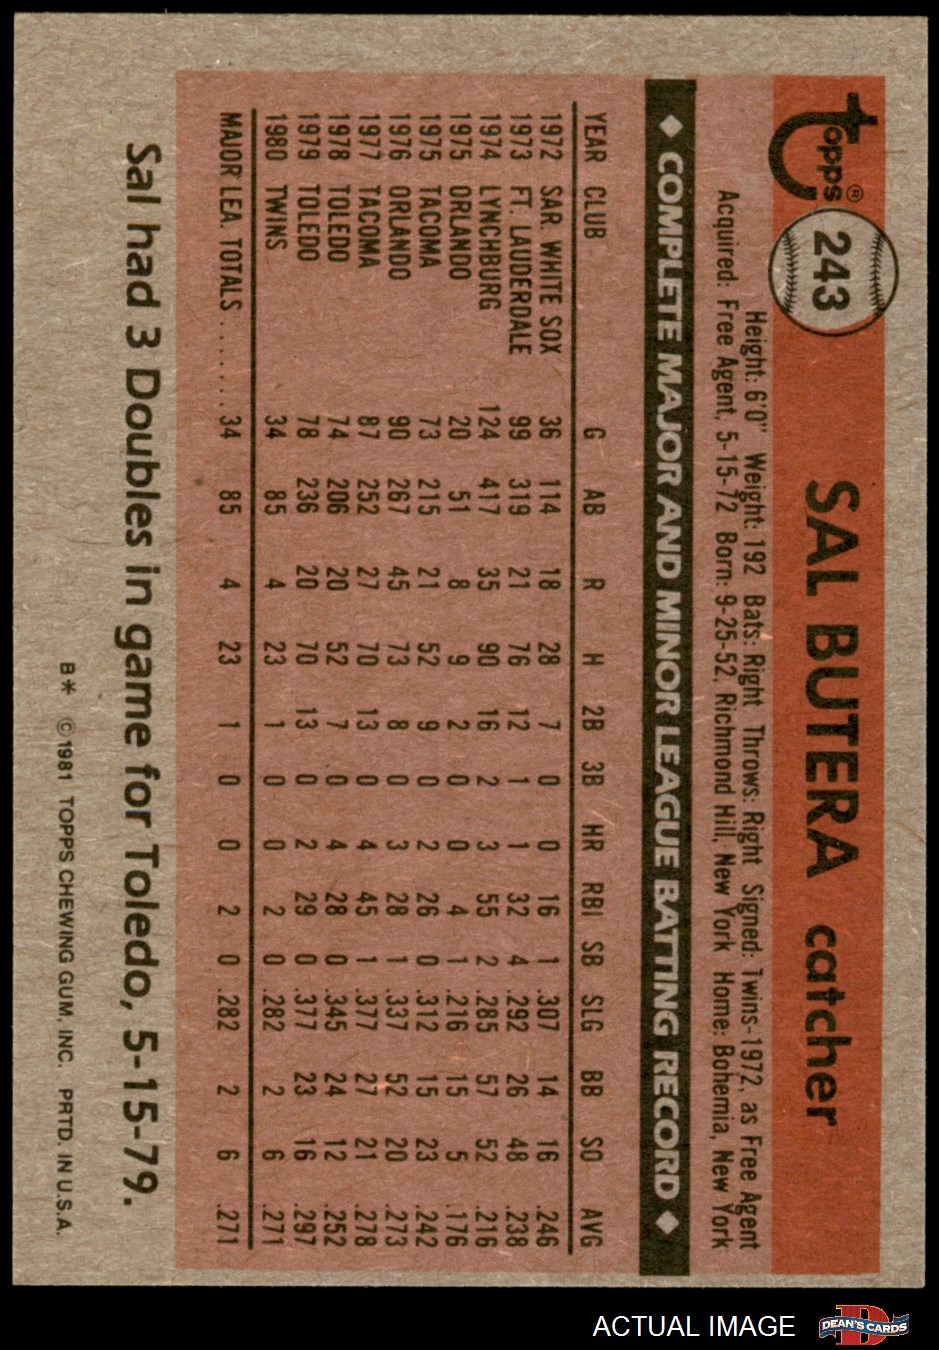 topps®
243
SAL BUTERA catcher
Height: 6'0" Weight: 192 Bats: Right Throws: Right Signed: Twins-1972, as Free Agent
Acquired: Free Agent, 5-15-72 Born: 9-25-52, Richmond Hill, New York Home: Bohemia, New York
◆ COMPLETE MAJOR AND MINOR LEAGUE BATTING RECORD ◆
YEAR CLUB G AB R H 2B 3B HR RBI SB SLG BB SO AVG
1972 SAR. WHITE SOX 36 114 18 28 7 0 0 16 1 .307 14 16 .246
1973 FT. LAUDERDALE 99 319 21 76 12 1 1 32 4 .292 26 48 .238
1974 LYNCHBURG 124 417 35 90 16 2 3 55 2 .285 57 52 .216
1975 ORLANDO 20 51 8 9 2 0 0 4 1 .216 15 5 .176
1975 TACOMA 73 215 21 52 9 0 2 26 0 .312 15 23 .242
1976 ORLANDO 90 267 45 73 8 0 3 28 1 .337 52 20 .273
1977 TACOMA 87 252 27 70 13 0 4 45 1 .377 27 21 .278
1978 TOLEDO 74 206 20 52 7 0 4 28 0 .345 24 12 .252
1979 TOLEDO 78 236 20 70 13 0 2 29 0 .377 23 16 .297
1980 TWINS 34 85 4 23 1 0 0 2 0 .282 2 6 .271
MAJOR LEA. TOTALS ...... 34 85 4 23 1 0 0 2 0 .282 2 6 .271
Sal had 3 Doubles in game for Toledo, 5-15-79.
B* ©1981 TOPPS CHEWING GUM, INC. PRTD. IN U.S.A.
ACTUAL IMAGE
D
DEAN'S CARDS